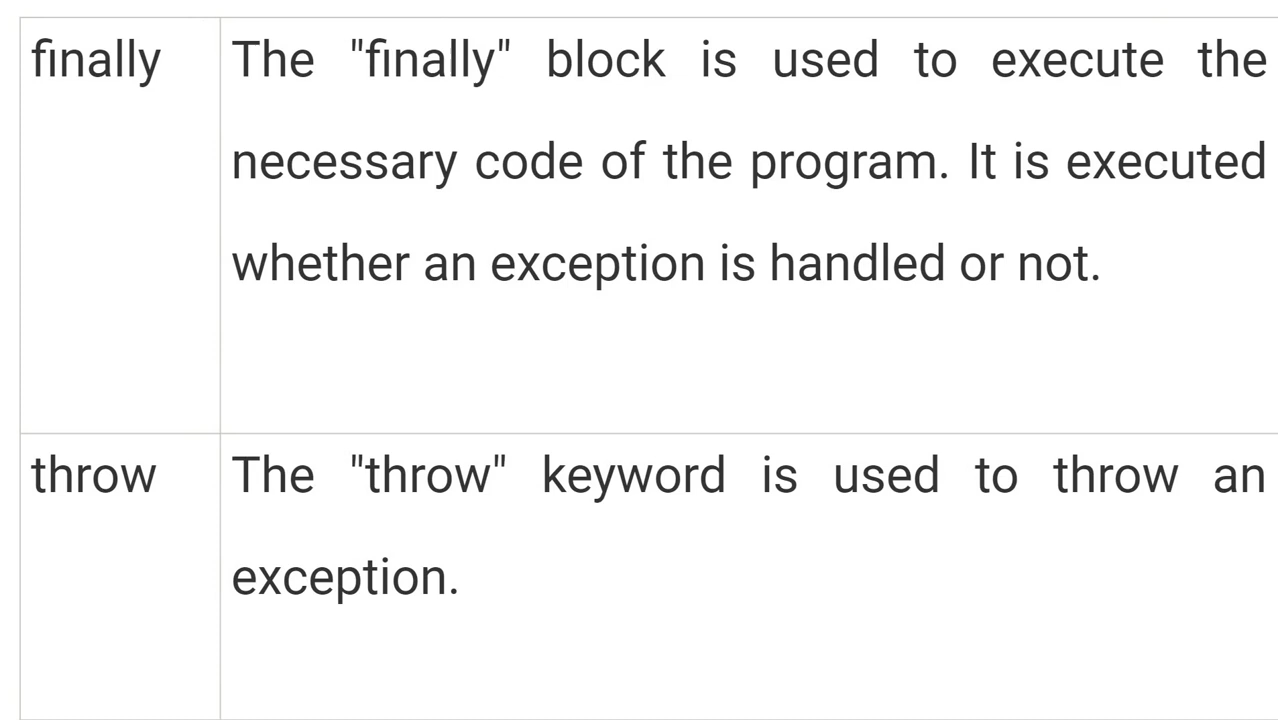 finally
The "finally" block is used to execute the
necessary code of the program. It is executed
whether an exception is handled or not.
throw
The "throw" keyword is used to throw an
exception.